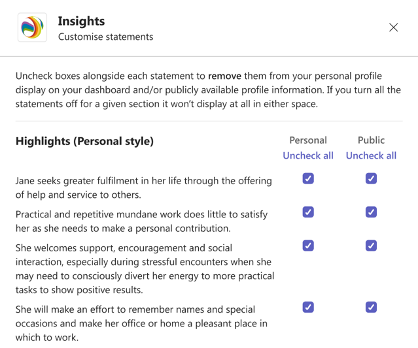 Insights
Customise statements
Uncheck boxes alongside each statement to remove them from your personal profile
display on your dashboard and/or publicly available profile information. If you turn all the
statements off for a given section it won't display at all in either space.
Highlights (Personal style)
Personal Public
Uncheck all Uncheck all
Jane seeks greater fulfilment in her life through the offering
of help and service to others.
Practical and repetitive mundane work does little to satisfy
her as she needs to make a personal contribution.
She welcomes support, encouragement and social
interaction, especially during stressful encounters when she
may need to consciously divert her energy to more practical
tasks to show positive results.
She will make an effort to remember names and special
occasions and make her office or home a pleasant place in
which to work.